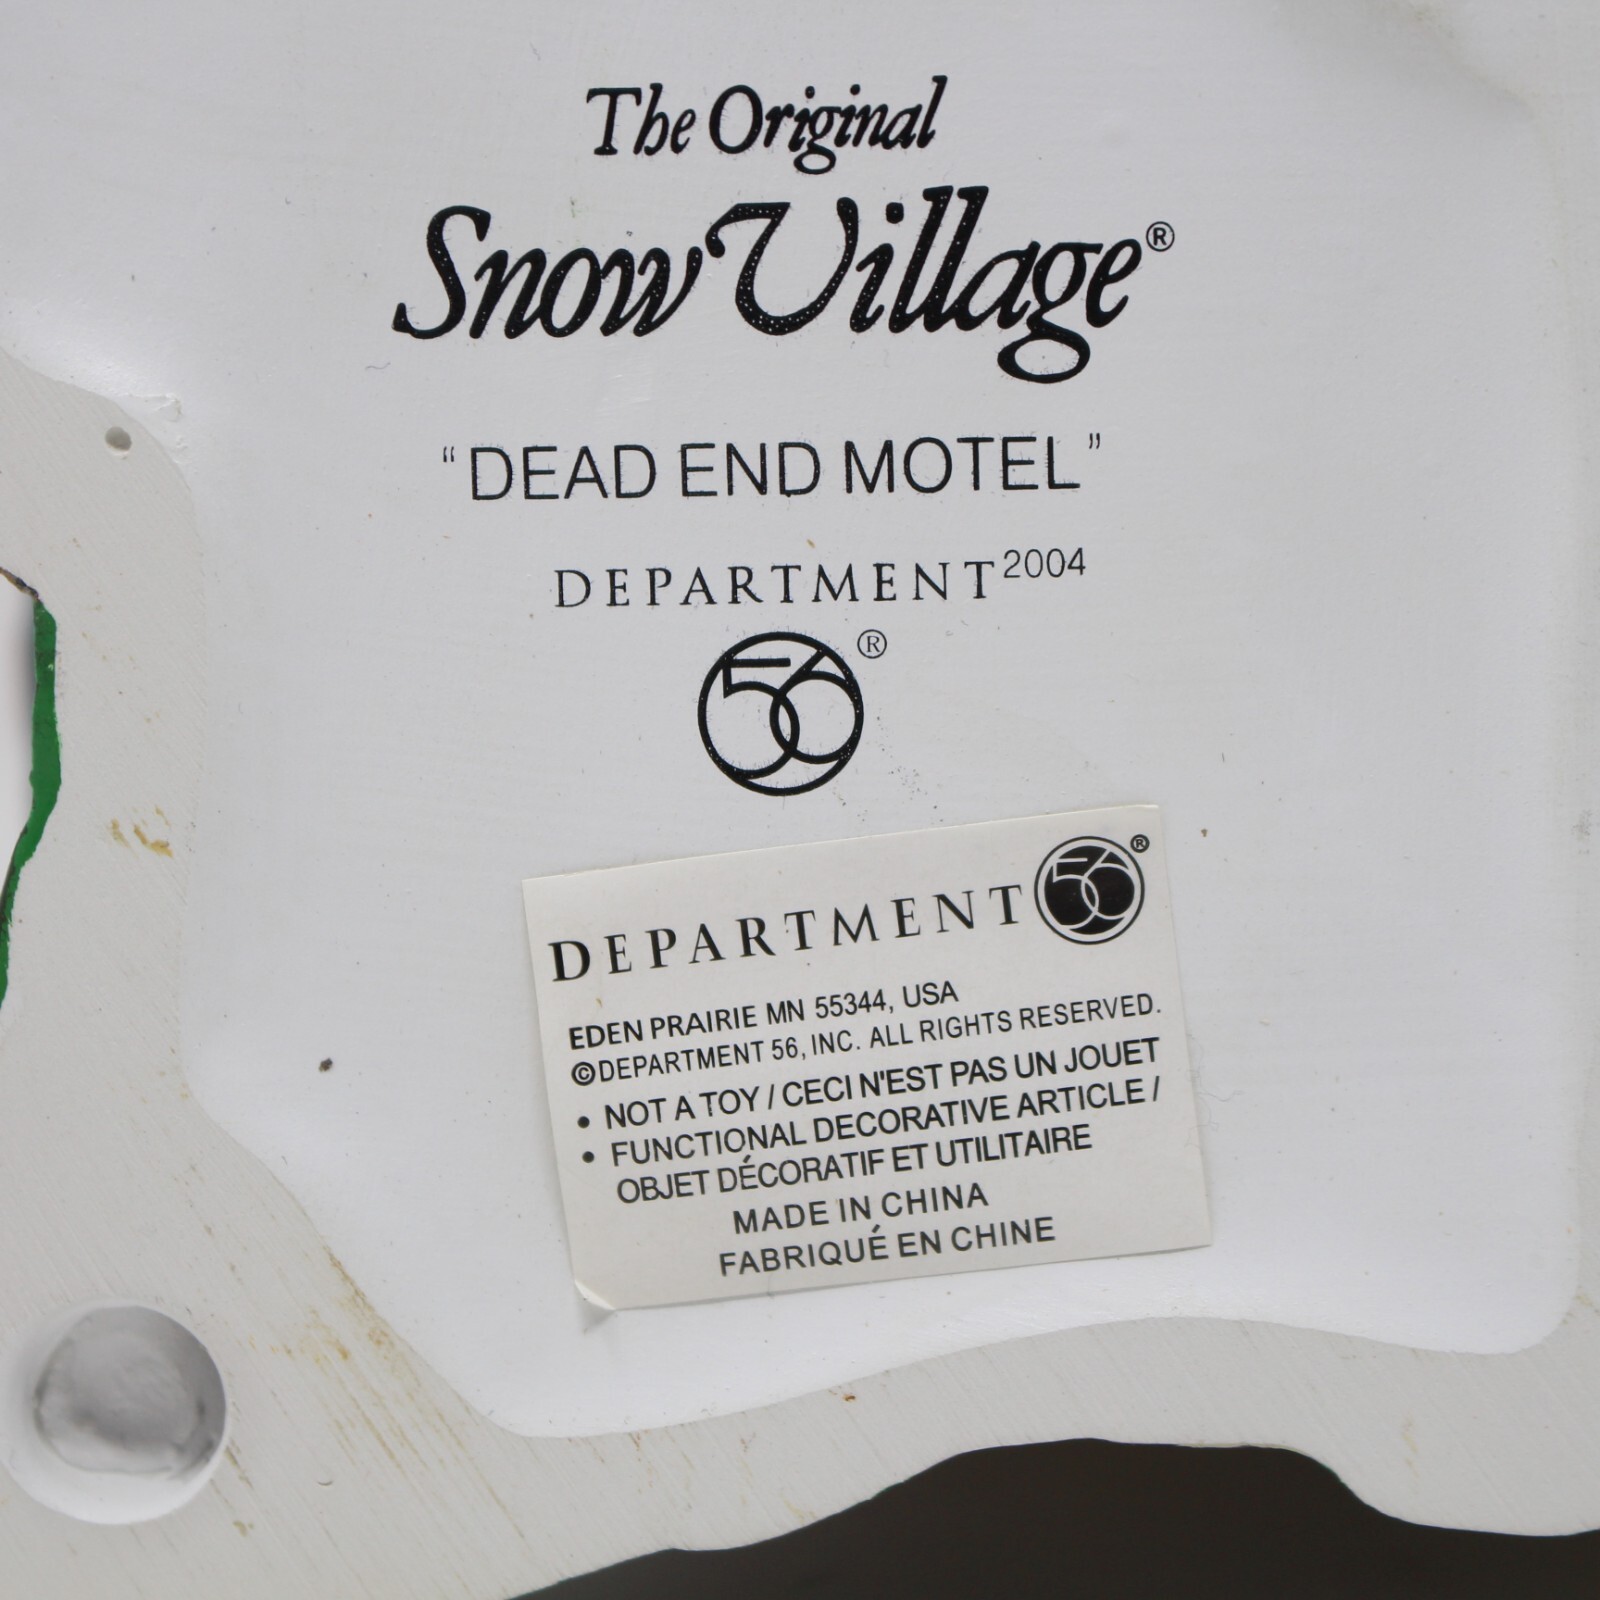 The Original
Snow Village®
"DEAD END MOTEL"
DEPARTMENT 2004
56®
DEPARTMENT 56®
EDEN PRAIRIE MN 55344, USA
©DEPARTMENT 56, INC. ALL RIGHTS RESERVED.
• NOT A TOY / CECI N'EST PAS UN JOUET
• FUNCTIONAL DECORATIVE ARTICLE /
OBJET DÉCORATIF ET UTILITAIRE
MADE IN CHINA
FABRIQUÉ EN CHINE